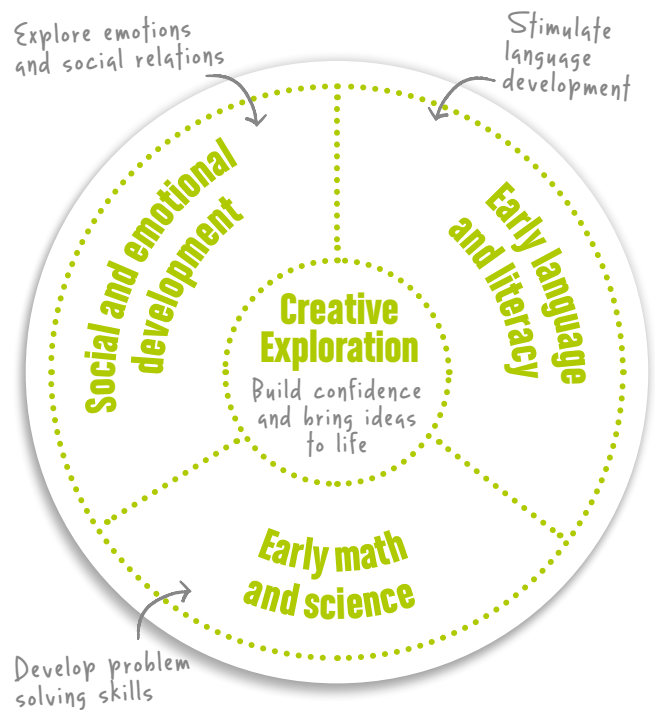 Explore emotions
and social relations
Stimulate
language
development
Social and emotional
development
Early language
and literacy
Creative
Exploration
Build confidence
and bring ideas
to life
Early math
and science
Develop problem
solving skills